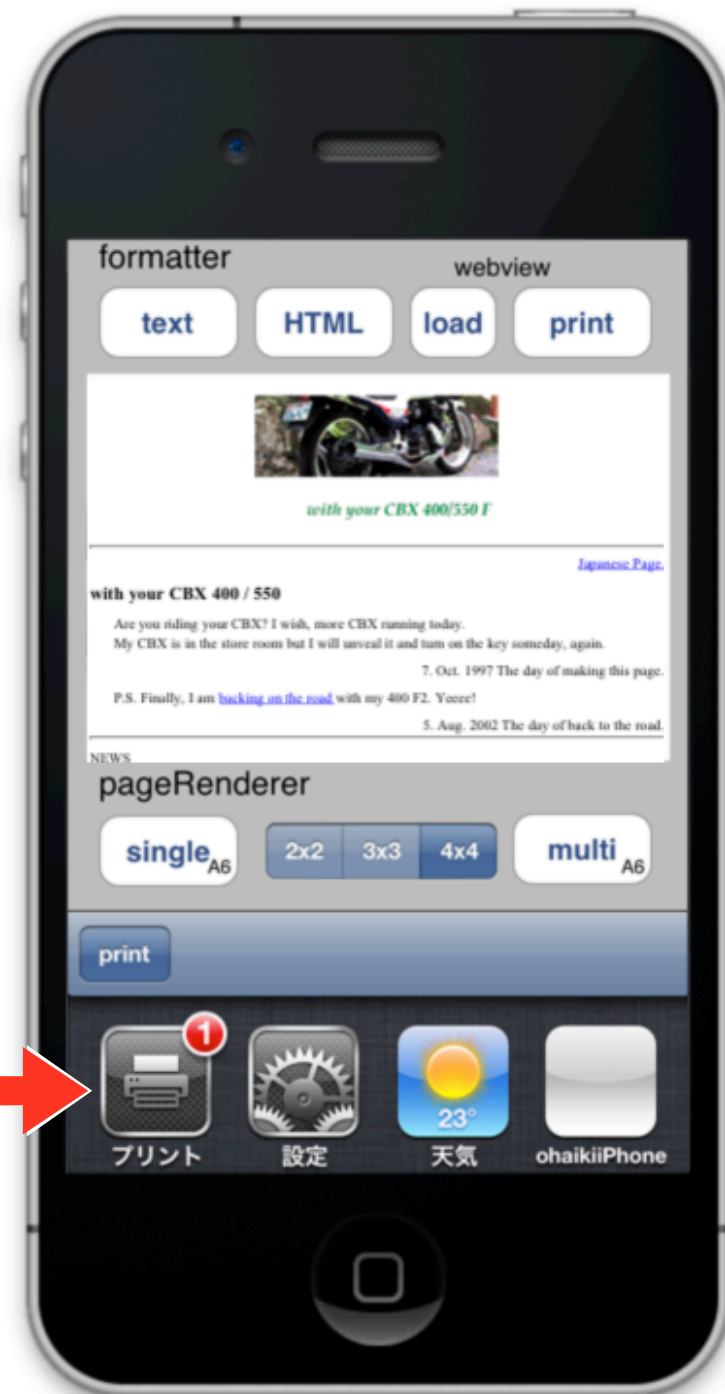 formatter
webview
text HTML load print
with your CBX 400/550 F
Japanese Page.
with your CBX 400 / 550
Are you riding your CBX? I wish, more CBX running today.
My CBX is in the store room but I will unveal it and turn on the key someday, again.
7. Oct. 1997 The day of making this page.
P.S. Finally, I am backing on the road with my 400 F2. Yeeee!
5. Aug. 2002 The day of back to the road.
NEWS
pageRenderer
single A6 2x2 3x3 4x4 multi A6
print
1
23°
プリント 設定 天気 ohaikiiPhone